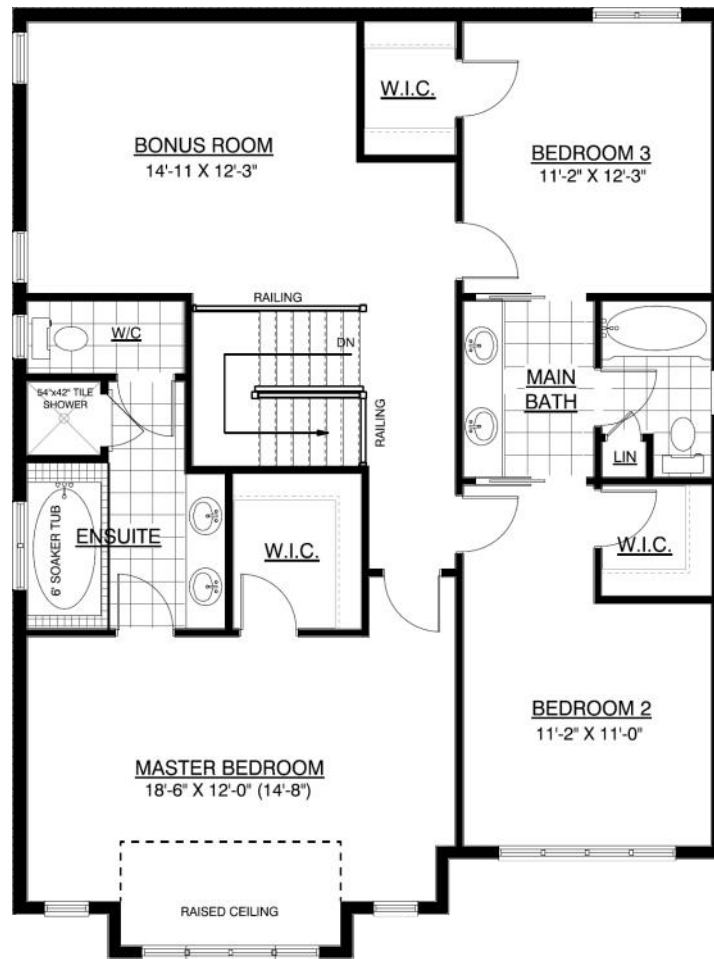 W.I.C.
BONUS ROOM
14'-11 X 12'-3"
BEDROOM 3
11'-2" X 12'-3"
RAILING
W/C
DN
MAIN
BATH
54"x42" TILE
SHOWER
RAILING
LIN
6' SOAKER TUB
ENSUITE
W.I.C.
W.I.C.
BEDROOM 2
11'-2" X 11'-0"
MASTER BEDROOM
18'-6" X 12'-0" (14'-8")
RAISED CEILING